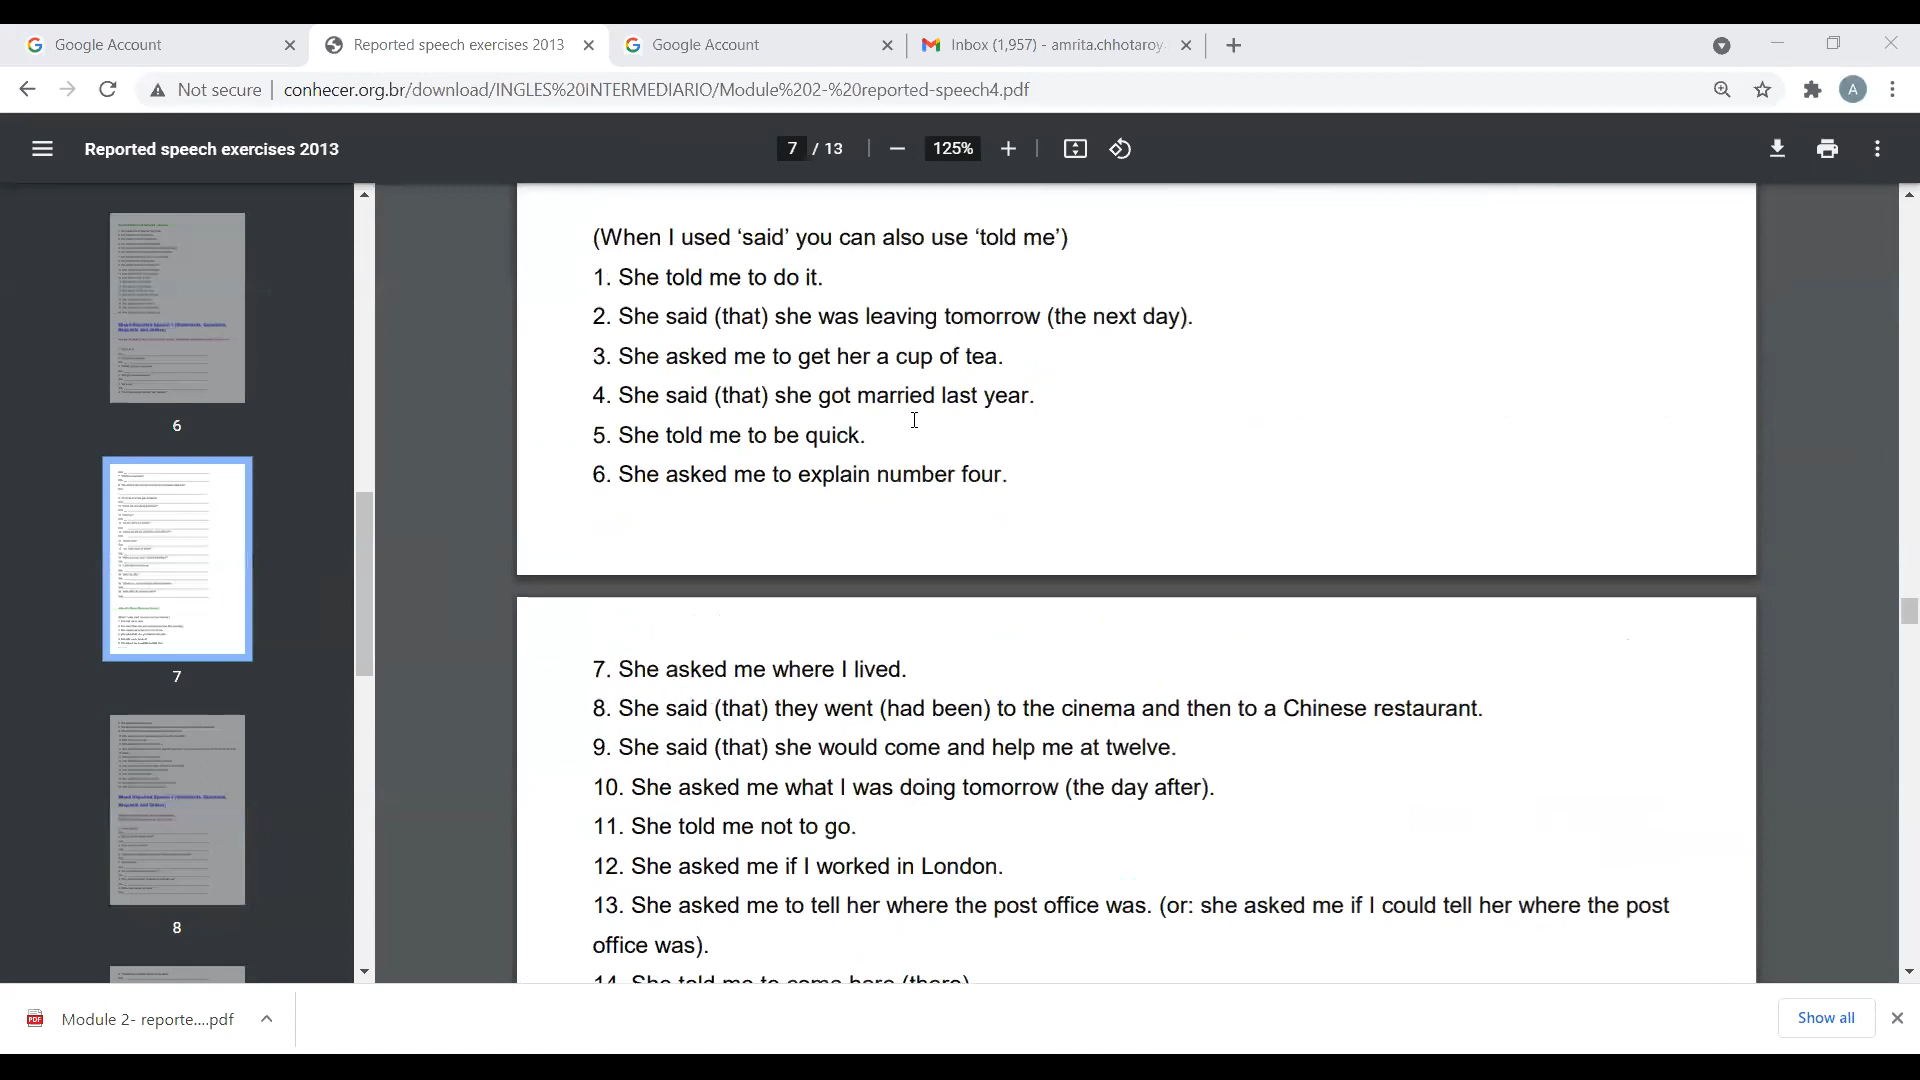 Google Account
Reported speech exercises 2013
Google Account
Inbox (1,957) - amrita.chhotaroy
Not secure
conhecer.org.br/download/INGLES%20INTERMEDIARIO/Module%202-%20reported-speech4.pdf
A
Reported speech exercises 2013
7 / 13
125%
6
7
8
(When I used ‘said’ you can also use ‘told me’)
1. She told me to do it.
2. She said (that) she was leaving tomorrow (the next day).
3. She asked me to get her a cup of tea.
4. She said (that) she got married last year.
5. She told me to be quick.
6. She asked me to explain number four.
7. She asked me where I lived.
8. She said (that) they went (had been) to the cinema and then to a Chinese restaurant.
9. She said (that) she would come and help me at twelve.
10. She asked me what I was doing tomorrow (the day after).
11. She told me not to go.
12. She asked me if I worked in London.
13. She asked me to tell her where the post office was. (or: she asked me if I could tell her where the post
office was).
14. She told me to come here (there)
PDF
Module 2- reporte....pdf
Show all